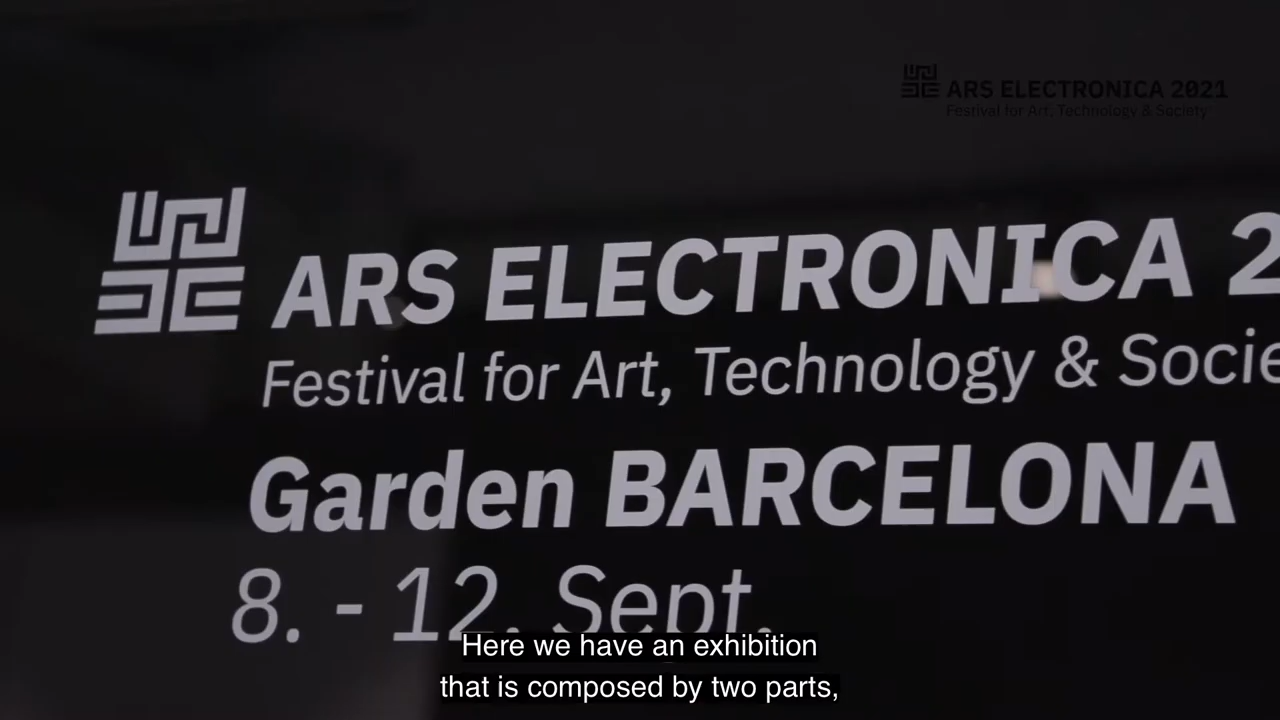 ARS ELECTRONICA 2021
Festival for Art, Technology & Society
ARS ELECTRONICA 2
Festival for Art, Technology & Socie
Garden BARCELONA
8. - 12. Sept.
Here we have an exhibition
that is composed by two parts,